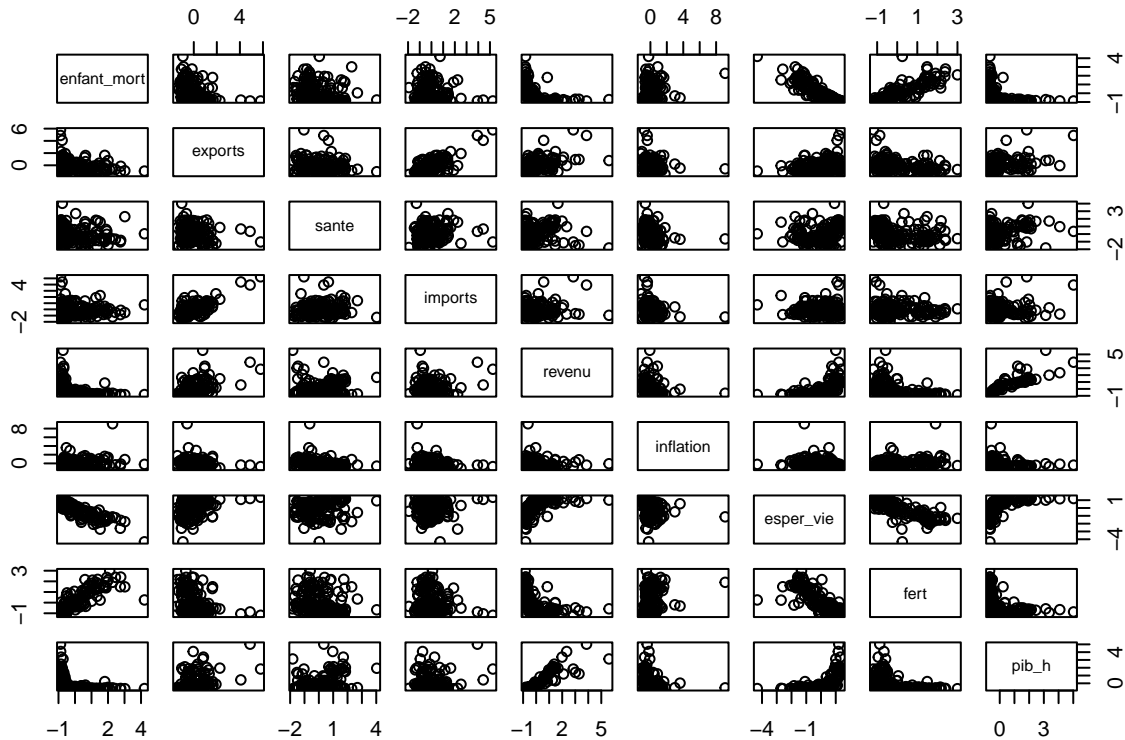 0 4 −2 2 5 0 4 8 −1 1 3
enfant_mort −1 4
0 6 exports
sante −2 3
−2 4 imports
revenu −1 5
0 8 inflation
esper_vie −4 1
−1 3 fert
pib_h 0 4
−1 2 4 −2 2 4 −1 2 5 −4 −1 0 3